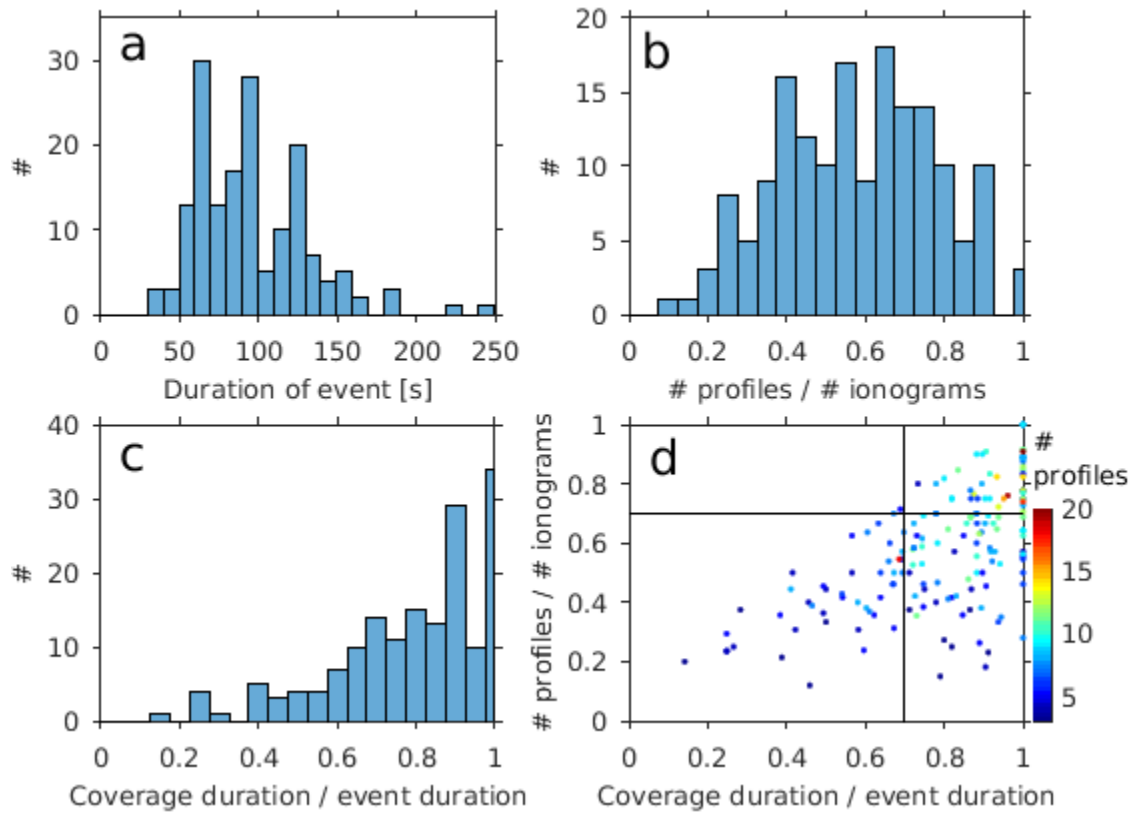 a
30
20
10
0
#
0 50 100 150 200 250
Duration of event [s]
b
20
15
10
5
0
#
0 0.2 0.4 0.6 0.8 1
# profiles / # ionograms
c
40
30
20
10
0
#
0 0.2 0.4 0.6 0.8 1
Coverage duration / event duration
d
1
0.8
0.6
0.4
0.2
0
# profiles / # ionograms
0 0.2 0.4 0.6 0.8 1
Coverage duration / event duration
#
profiles
20
15
10
5